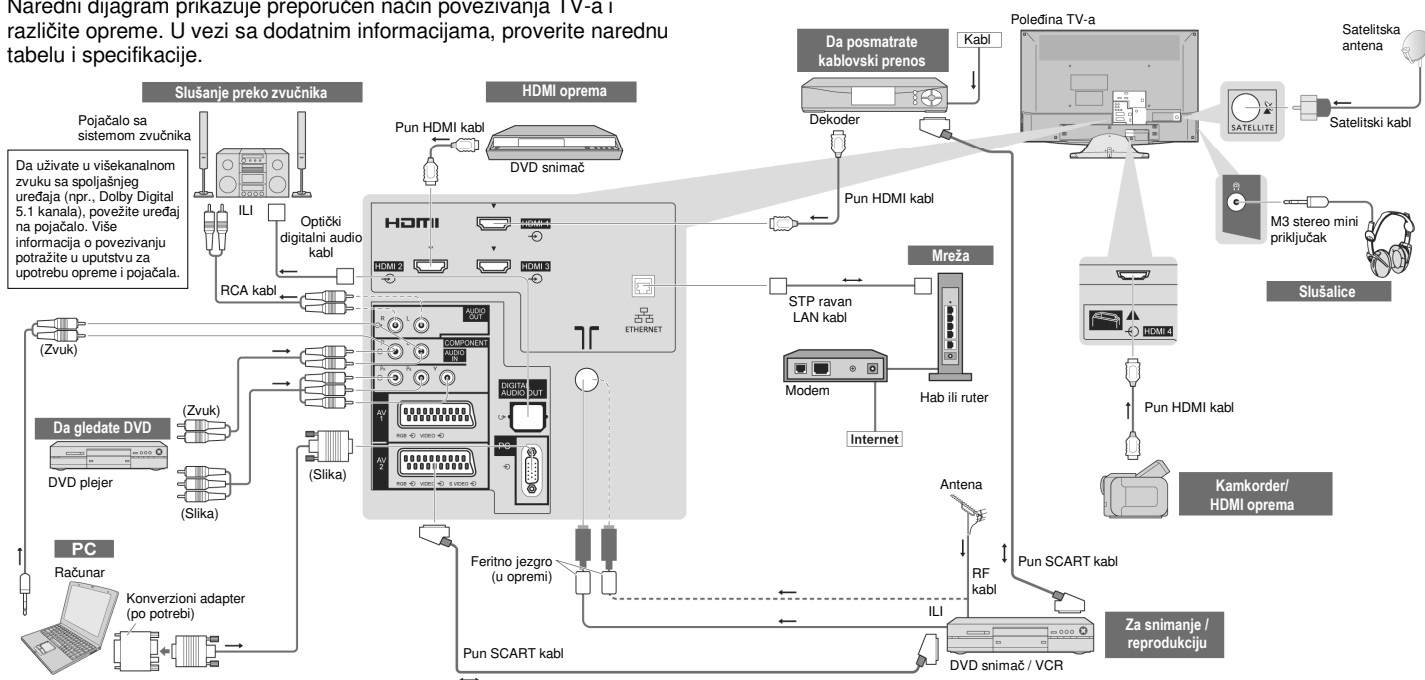 Naredni dijagram prikazuje preporučen način povezivanja TV-a i
različite opreme. U vezi sa dodatnim informacijama, proverite narednu
tabelu i specifikacije.
Slušanje preko zvučnika
Pojačalo sa
sistemom zvučnika
Da uživate u višekanalnom
zvuku sa spoljašnjeg
uređaja (npr., Dolby Digital
5.1 kanala), povežite uređaj
na pojačalo. Više
informacija o povezivanju
potražite u uputstvu za
upotrebu opreme i pojačala.
ILI
Optički
digitalni audio
kabl
RCA kabl
HDMI oprema
Pun HDMI kabl
DVD snimač
Da posmatrate
kablovski prenos
Kabl
Dekoder
Pun HDMI kabl
Poleđina TV-a
Satelitska
antena
SATELLITE
Satelitski kabl
M3 stereo mini
priključak
Slušalice
HDMI
HDMI 1
HDMI 2
HDMI 3
ETHERNET
Mreža
STP ravan
LAN kabl
Modem
Hab ili ruter
Internet
HDMI 4
Pun HDMI kabl
Kamkorder/
HDMI oprema
R
L
AUDIO
OUT
COMPONENT
AUDIO
IN
PR
PB
Y
AV
1
RGB
VIDEO
AV
2
RGB
VIDEO
S VIDEO
DIGITAL
AUDIO OUT
PC
(Zvuk)
(Zvuk)
Da gledate DVD
DVD plejer
(Slika)
(Slika)
PC
Računar
Konverzioni adapter
(po potrebi)
Feritno jezgro
(u opremi)
Pun SCART kabl
Antena
RF
kabl
ILI
Pun SCART kabl
DVD snimač / VCR
Za snimanje /
reprodukciju